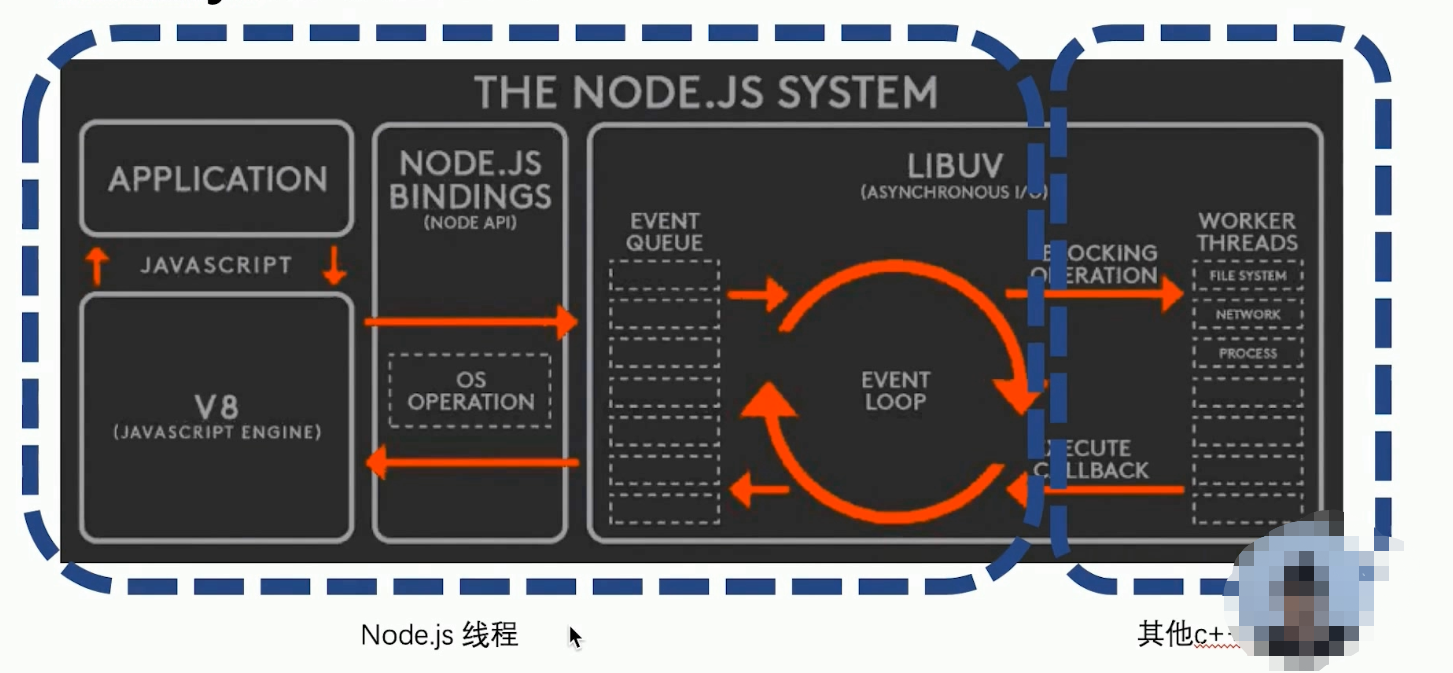 THE NODE.JS SYSTEM
APPLICATION
JAVASCRIPT
V8
(JAVASCRIPT ENGINE)
NODE.JS
BINDINGS
(NODE API)
OS
OPERATION
LIBUV
(ASYNCHRONOUS I/O)
EVENT
QUEUE
EVENT
LOOP
BLOCKING
OPERATION
EXECUTE
CALLBACK
WORKER
THREADS
FILE SYSTEM
NETWORK
PROCESS
Node.js 线程
其他c+